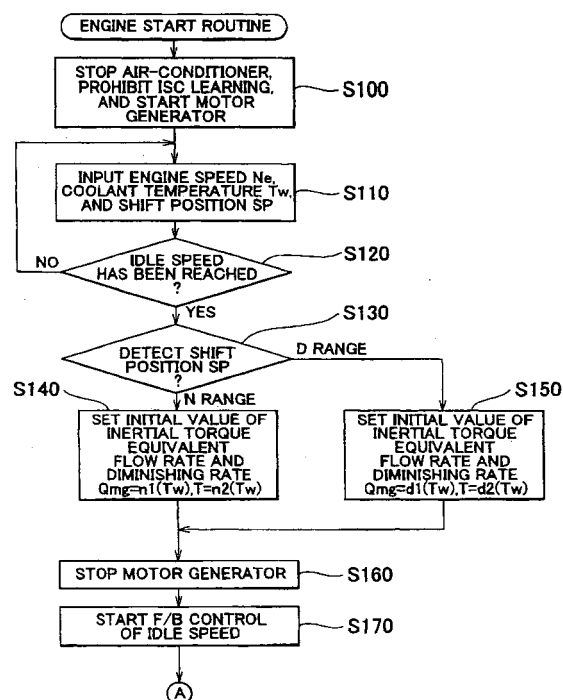 ENGINE START ROUTINE
STOP AIR-CONDITIONER,
PROHIBIT ISC LEARNING,
AND START MOTOR
GENERATOR
S100
INPUT ENGINE SPEED Ne,
COOLANT TEMPERATURE Tw,
AND SHIFT POSITION SP
S110
IDLE SPEED
HAS BEEN REACHED
?
S120
NO
YES
DETECT SHIFT
POSITION SP
?
S130
D RANGE
N RANGE
S140
SET INITIAL VALUE OF
INERTIAL TORQUE
EQUIVALENT
FLOW RATE AND
DIMINISHING RATE
Qmg=n1(Tw),T=n2(Tw)
S150
SET INITIAL VALUE OF
INERTIAL TORQUE
EQUIVALENT
FLOW RATE AND
DIMINISHING RATE
Qmg=d1(Tw),T=d2(Tw)
STOP MOTOR GENERATOR
S160
START F/B CONTROL
OF IDLE SPEED
S170
A